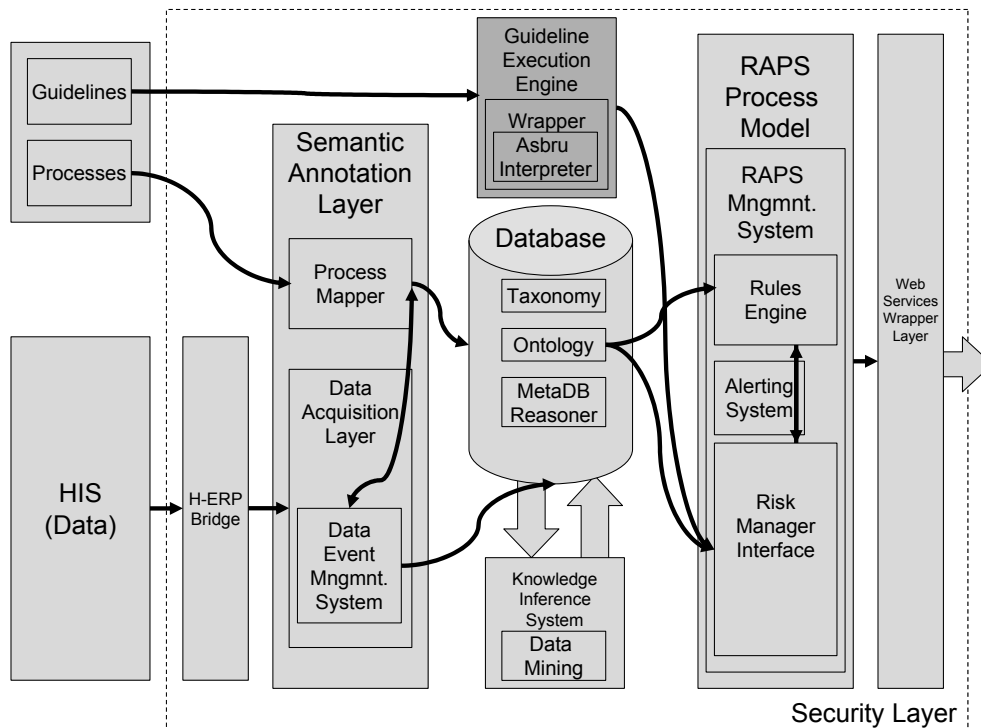 Guidelines
Processes
HIS
(Data)
H-ERP
Bridge
Semantic
Annotation
Layer
Process
Mapper
Data
Acquisition
Layer
Data
Event
Mngmnt.
System
Guideline
Execution
Engine
Wrapper
Asbru
Interpreter
Database
Taxonomy
Ontology
MetaDB
Reasoner
Knowledge
Inference
System
Data
Mining
RAPS
Process
Model
RAPS
Mngmnt.
System
Rules
Engine
Alerting
System
Risk
Manager
Interface
Web
Services
Wrapper
Layer
Security Layer